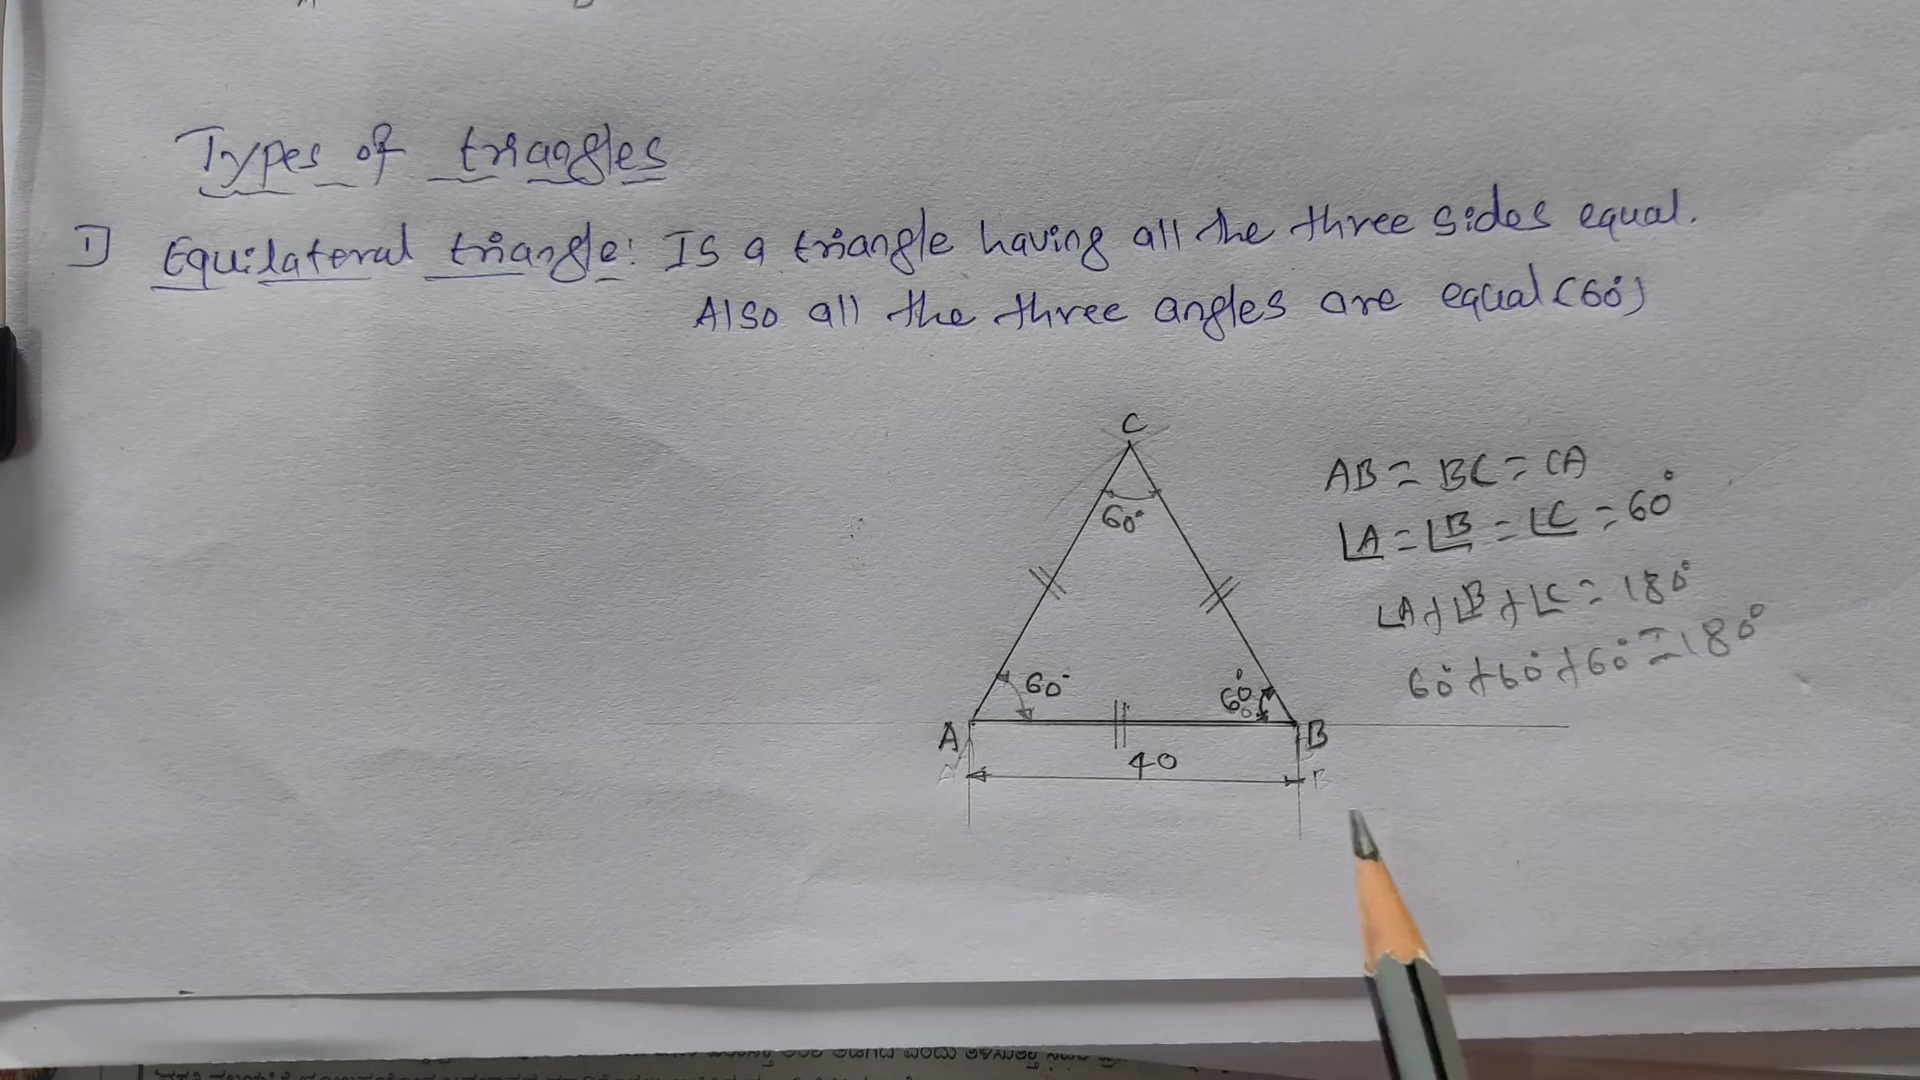 Types of triangles
1) Equilateral triangle: Is a triangle having all the three sides equal.
Also all the three angles are equal (60°)
C
60°
60°
60°
A
B
40
A
B
AB = BC = CA
∠A = ∠B = ∠C = 60°
∠A + ∠B + ∠C = 180°
60° + 60° + 60° = 180°